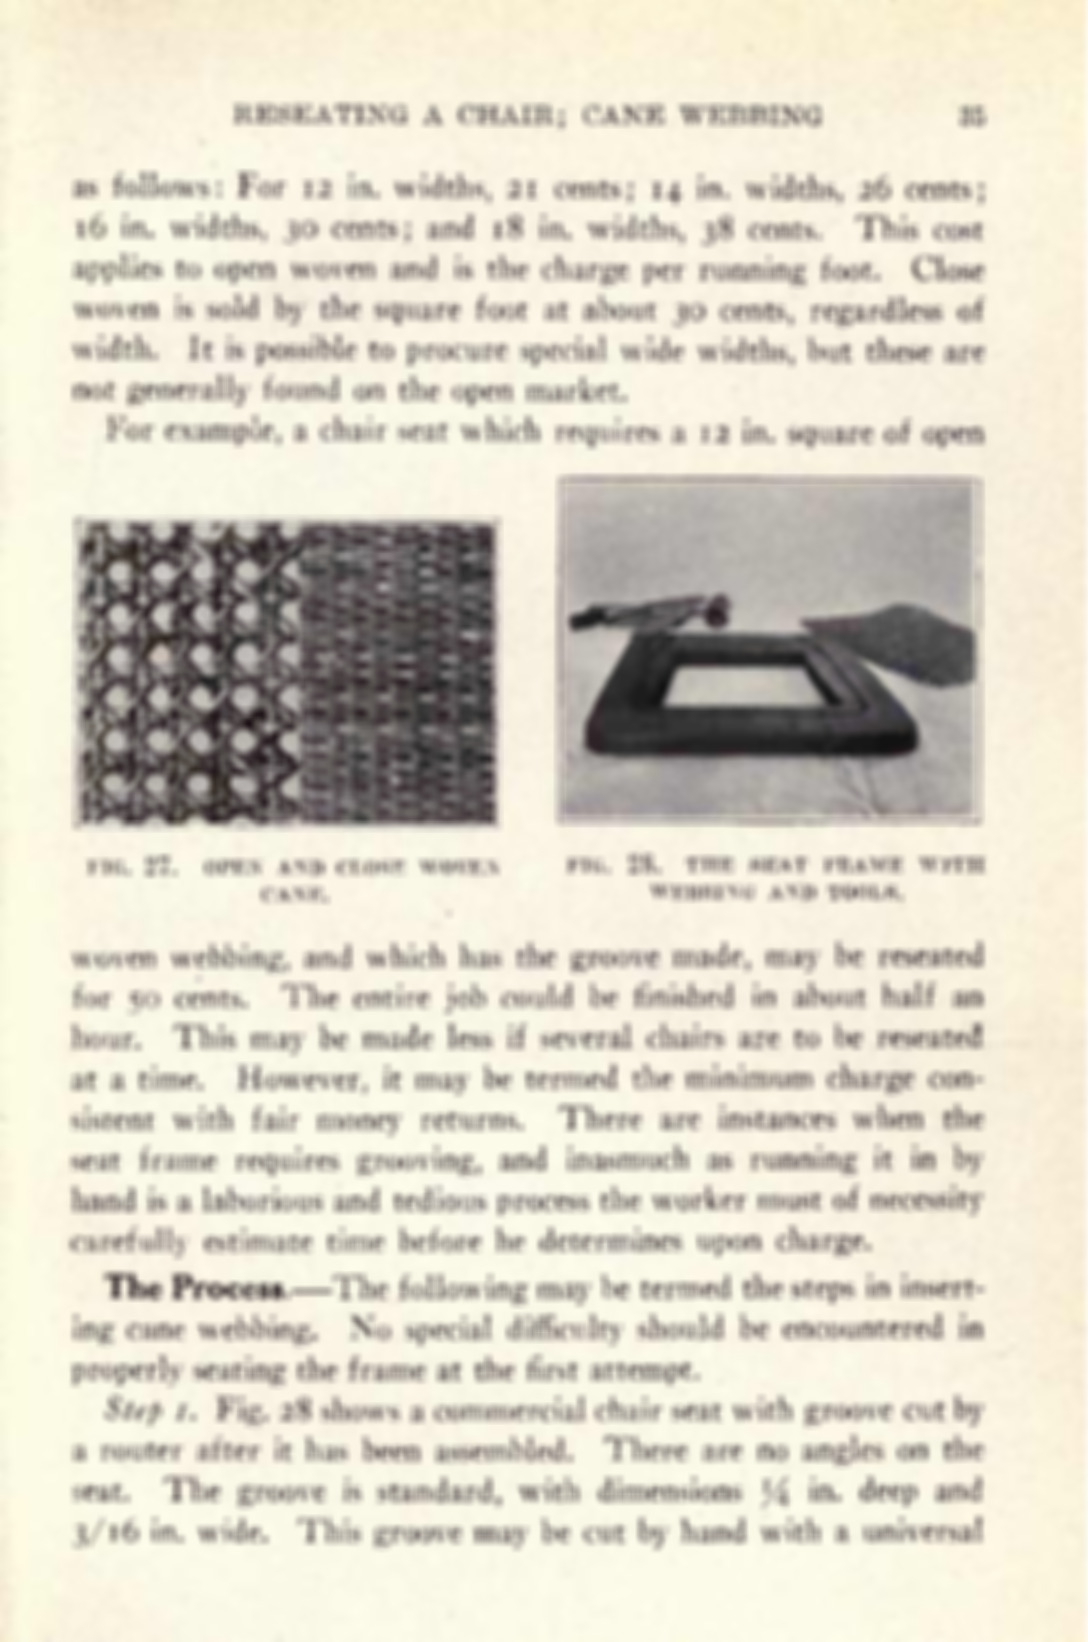 RESEATING A CHAIR; CANE WEBBING 35
as follows: For 12 in. widths, 21 cents; 14 in. widths, 26 cents;
16 in. widths, 30 cents; and 18 in. widths, 38 cents. This cost
applies to open woven and is the charge per running foot. Close
woven is sold by the square foot at about 30 cents, regardless of
width. It is possible to procure special wide widths, but these are
not generally found on the open market.
For example, a chair seat which requires a 12 in. square of open
FIG. 27. OPEN AND CLOSE WOVEN
CANE.
FIG. 28. THE SEAT FRAME WITH
WEBBING AND TOOLS.
woven webbing, and which has the groove made, may be reseated
for 50 cents. The entire job could be finished in about half an
hour. This may be made less if several chairs are to be reseated
at a time. However, it may be termed the minimum charge con-
sistent with fair money returns. There are instances when the
seat frame requires grooving, and inasmuch as running it in by
hand is a laborious and tedious process the worker must of necessity
carefully estimate time before he determines upon charge.
The Process.—The following may be termed the steps in insert-
ing cane webbing. No special difficulty should be encountered in
properly seating the frame at the first attempt.
Step 1. Fig. 28 shows a commercial chair seat with groove cut by
a router after it has been assembled. There are no angles on the
seat. The groove is standard, with dimensions ¼ in. deep and
3/16 in. wide. This groove may be cut by hand with a universal